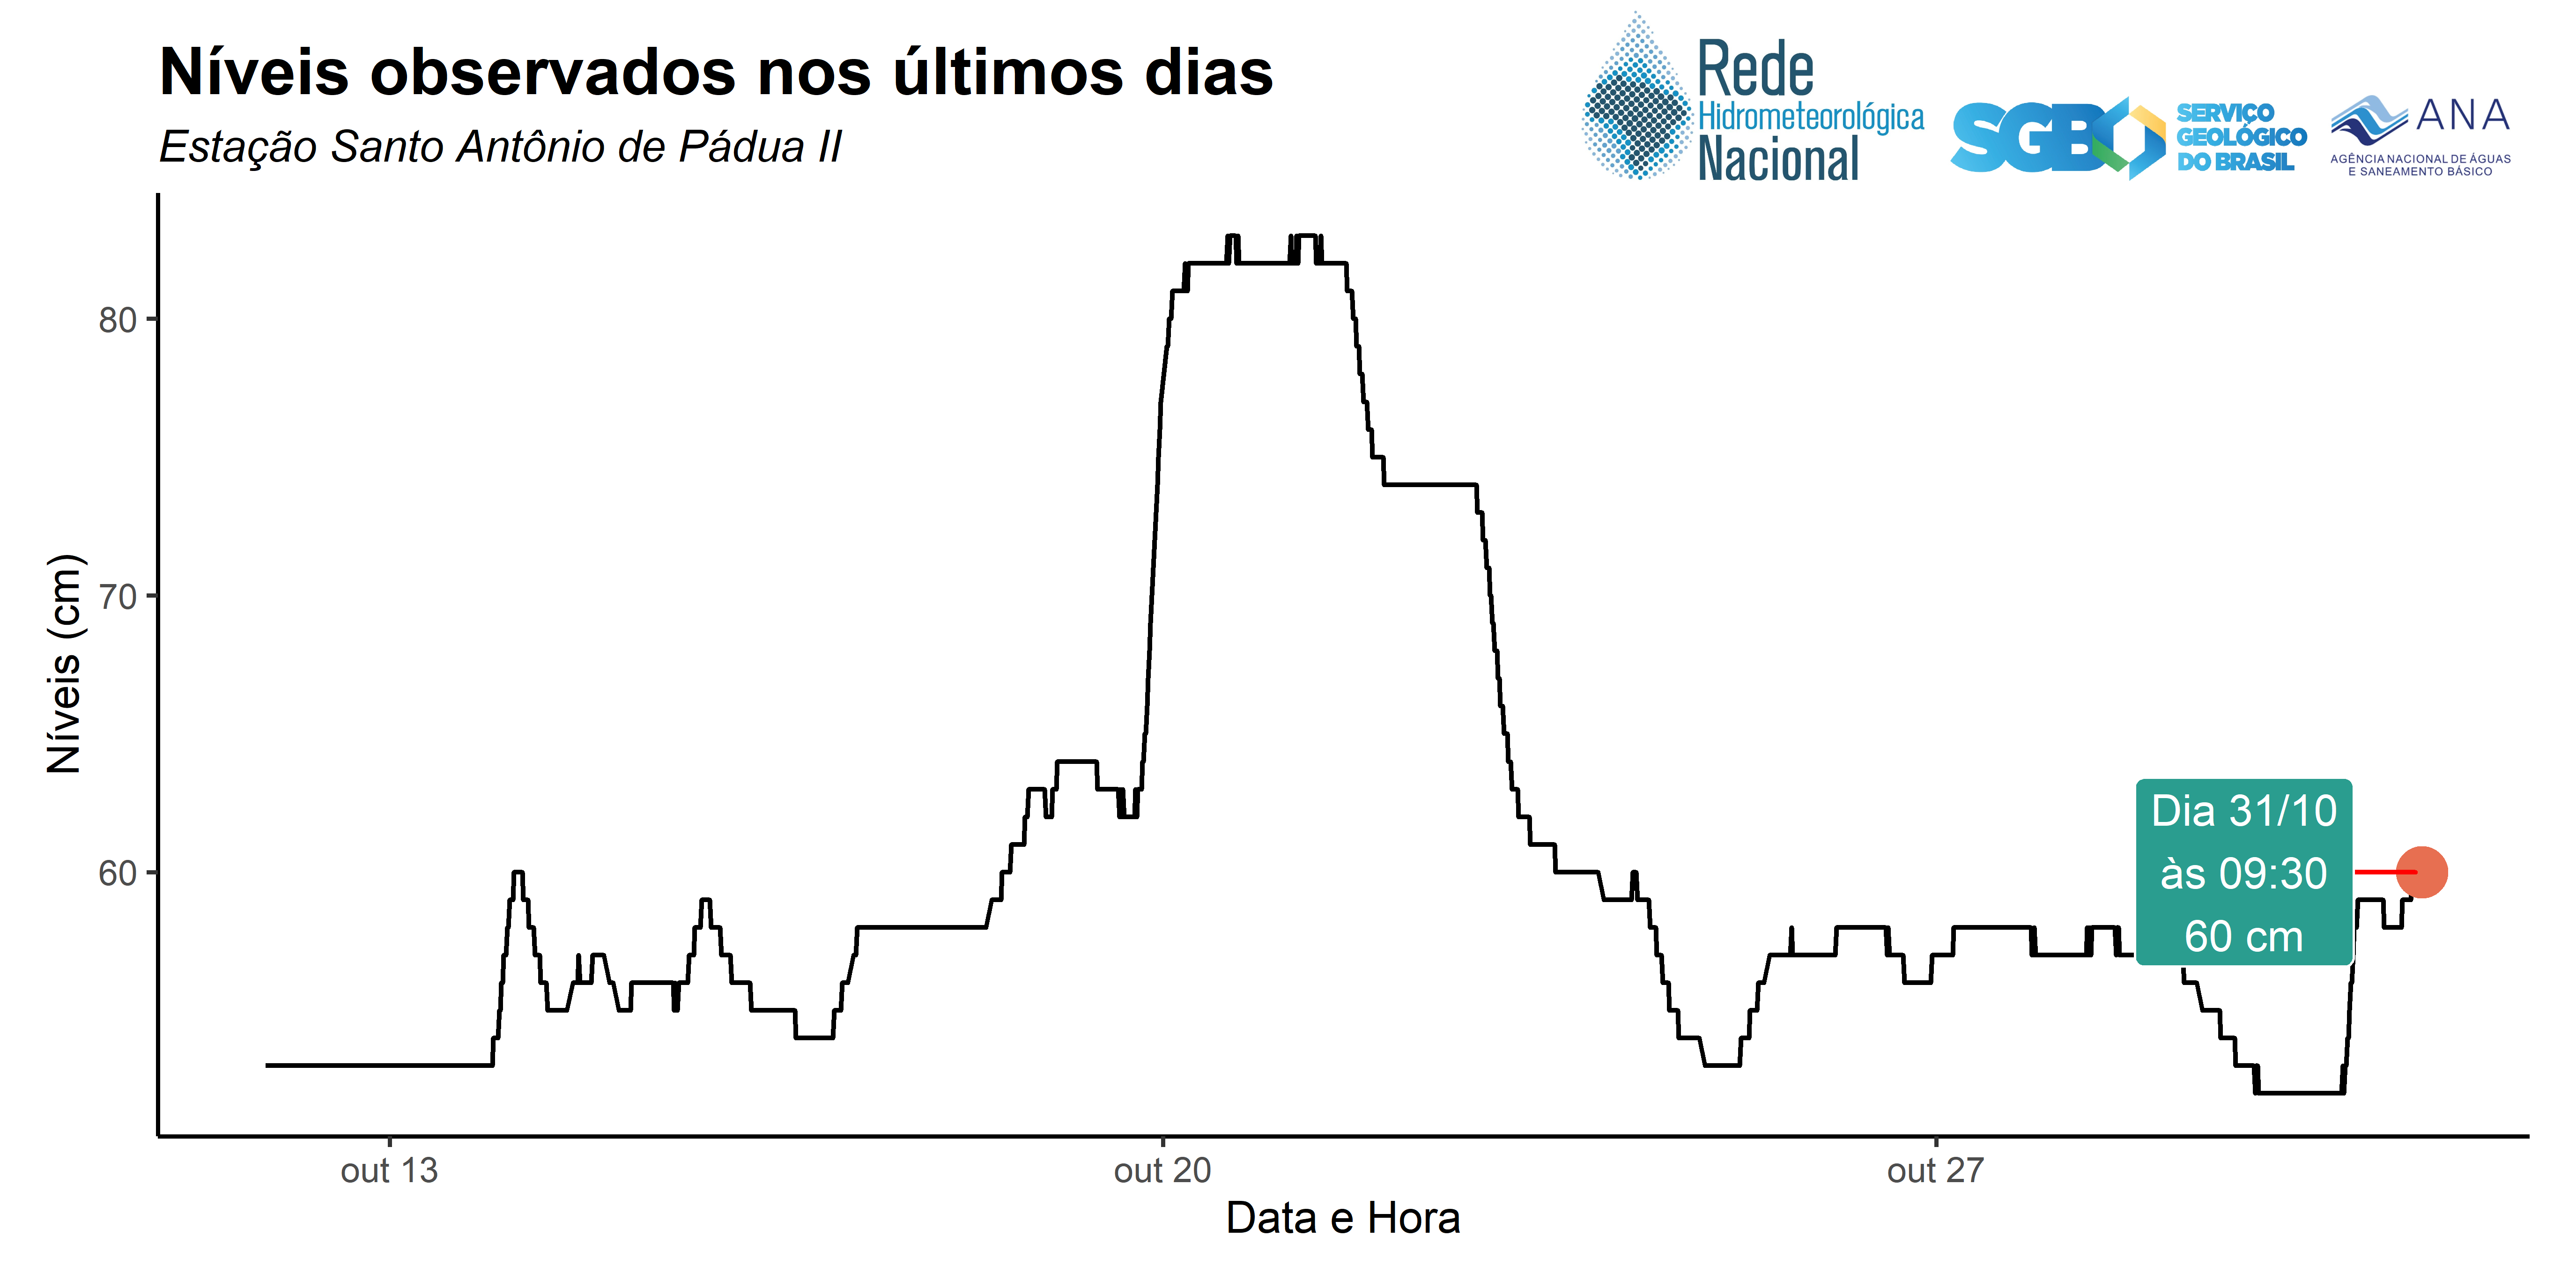 Níveis observados nos últimos dias
Estação Santo Antônio de Pádua II
Rede
Hidrometeorológica
Nacional
SGB
SERVIÇO
GEOLÓGICO
DO BRASIL
ANA
AGÊNCIA NACIONAL DE ÁGUAS
E SANEAMENTO BÁSICO
Níveis (cm)
80
70
60
Dia 31/10
às 09:30
60 cm
out 13
out 20
out 27
Data e Hora